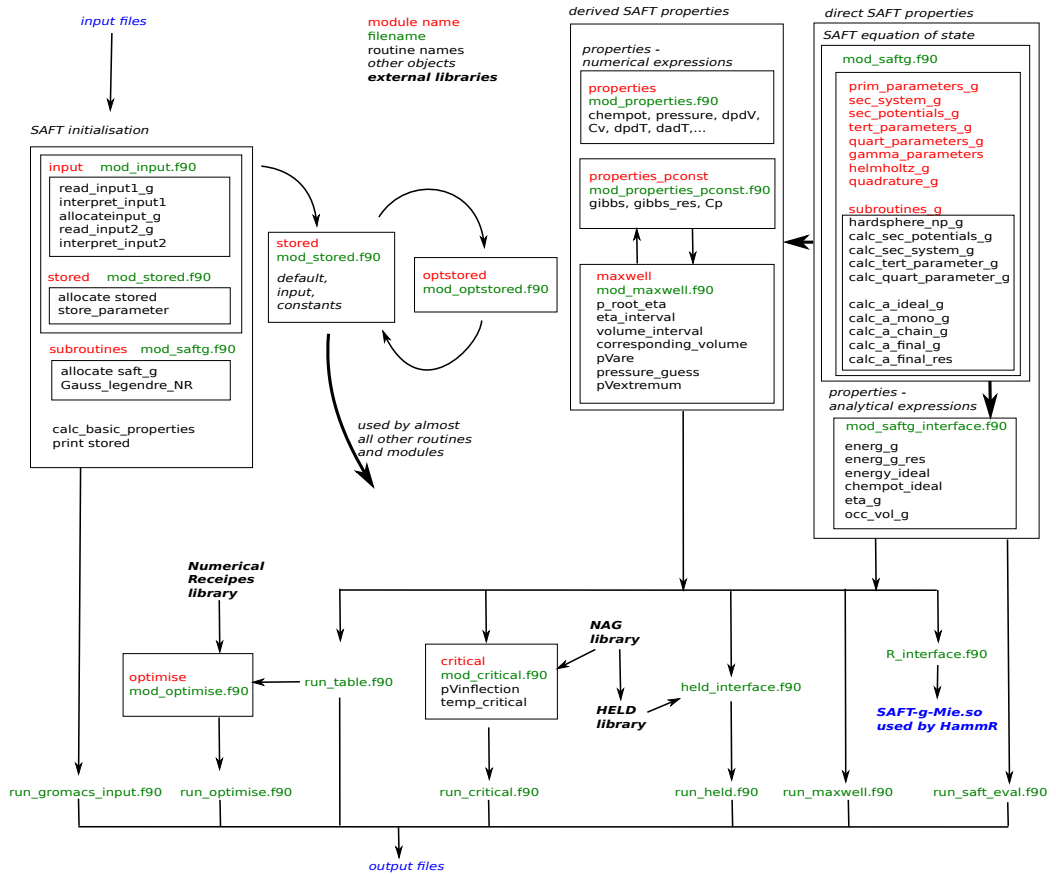 input files
module name
filename
routine names
other objects
external libraries
SAFT initialisation
input mod_input.f90
read_input1_g
interpret_input1
allocateinput_g
read_input2_g
interpret_input2
stored mod_stored.f90
allocate stored
store_parameter
subroutines mod_saftg.f90
allocate saft_g
Gauss_legendre_NR
calc_basic_properties
print stored
stored
mod_stored.f90
default,
input,
constants
optstored
mod_optstored.f90
used by almost
all other routines
and modules
derived SAFT properties
properties -
numerical expressions
properties
mod_properties.f90
chempot, pressure, dpdV,
Cv, dpdT, dadT,...
properties_pconst
mod_properties_pconst.f90
gibbs, gibbs_res, Cp
maxwell
mod_maxwell.f90
p_root_eta
eta_interval
volume_interval
corresponding_volume
pVare
pressure_guess
pVextremum
direct SAFT properties
SAFT equation of state
mod_saftg.f90
prim_parameters_g
sec_system_g
sec_potentials_g
tert_parameters_g
quart_parameters_g
gamma_parameters
helmholtz_g
quadrature_g
subroutines_g
hardsphere_np_g
calc_sec_potentials_g
calc_sec_system_g
calc_tert_parameter_g
calc_quart_parameter_g
calc_a_ideal_g
calc_a_mono_g
calc_a_chain_g
calc_a_final_g
calc_a_final_res
properties -
analytical expressions
mod_saftg_interface.f90
energ_g
energ_g_res
energy_ideal
chempot_ideal
eta_g
occ_vol_g
Numerical
Receipes
library
optimise
mod_optimise.f90
run_table.f90
critical
mod_critical.f90
pVinflection
temp_critical
NAG
library
HELD
library
held_interface.f90
R_interface.f90
SAFT-g-Mie.so
used by HammR
run_gromacs_input.f90
run_optimise.f90
run_critical.f90
run_held.f90
run_maxwell.f90
run_saft_eval.f90
output files